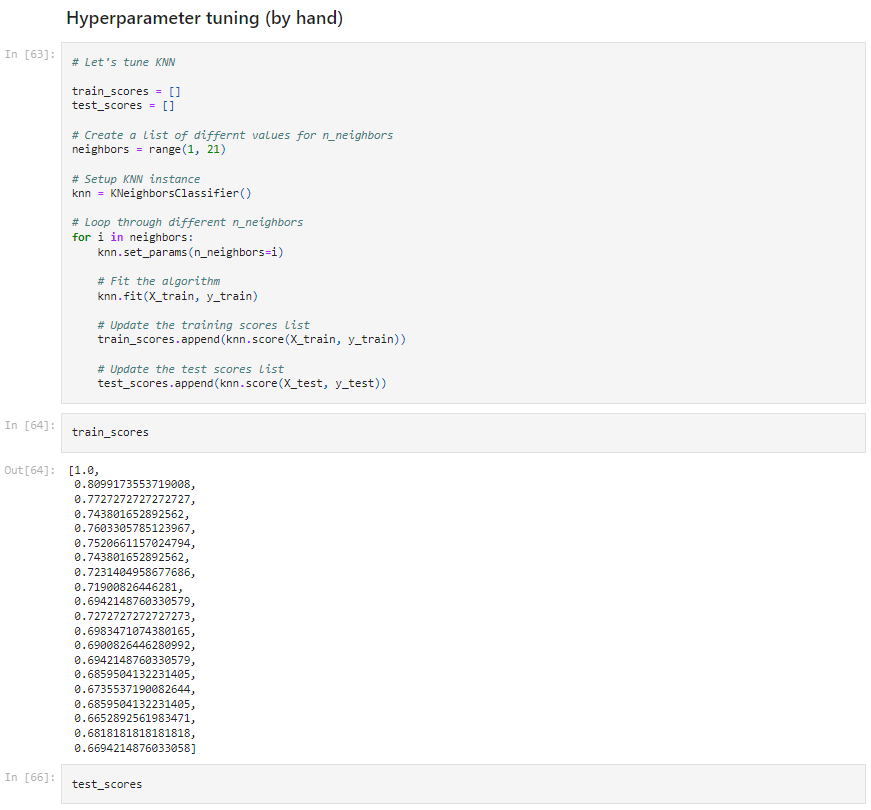 Hyperparameter tuning (by hand)
In [63]:
# Let's tune KNN
train_scores = []
test_scores = []
# Create a list of differnt values for n_neighbors
neighbors = range(1, 21)
# Setup KNN instance
knn = KNeighborsClassifier()
# Loop through different n_neighbors
for i in neighbors:
    knn.set_params(n_neighbors=i)
    # Fit the algorithm
    knn.fit(X_train, y_train)
    # Update the training scores list
    train_scores.append(knn.score(X_train, y_train))
    # Update the test scores list
    test_scores.append(knn.score(X_test, y_test))
In [64]:
train_scores
Out[64]:
[1.0,
 0.8099173553719008,
 0.7727272727272727,
 0.743801652892562,
 0.7603305785123967,
 0.7520661157024794,
 0.743801652892562,
 0.7231404958677686,
 0.71900826446281,
 0.6942148760330579,
 0.7272727272727273,
 0.6983471074380165,
 0.6900826446280992,
 0.6942148760330579,
 0.6859504132231405,
 0.6735537190082644,
 0.6859504132231405,
 0.6652892561983471,
 0.6818181818181818,
 0.6694214876033058]
In [66]:
test_scores